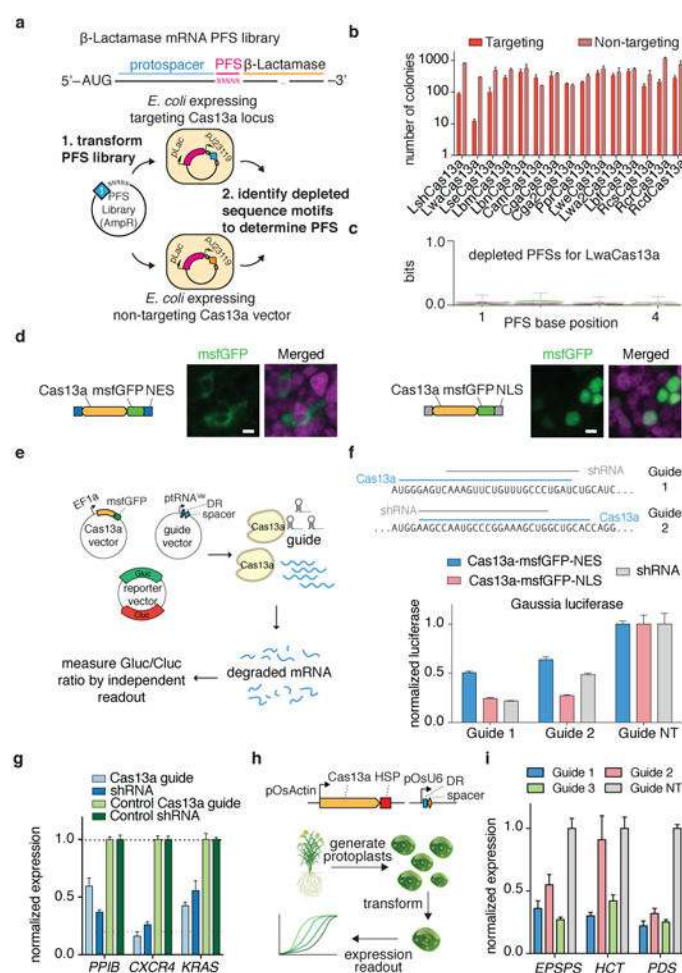 a
β-Lactamase mRNA PFS library
protospacer PFS β-Lactamase
5'–AUG NNNNN –3'
E. coli expressing
targeting Cas13a locus
1. transform
PFS library
pLac
pJ23119
NNNNN
PFS
Library
(AmpR)
2. identify depleted
sequence motifs
to determine PFS
pLac
pJ23119
E. coli expressing
non-targeting Cas13a vector
b
Targeting Non-targeting
number of colonies
1000
100
10
1
LshCas13a
LwaCas13a
LseCas13a
LbmCas13a
LbnCas13a
CamCas13a
CgaCas13a
Cga2Cas13a
PprCas13a
LweCas13a
Lwa2Cas13a
LbfCas13a
RcsCas13a
RcrCas13a
RcdCas13a
c
depleted PFSs for LwaCas13a
bits
1.0
0.0
1 4
PFS base position
d
Cas13a msfGFP NES
msfGFP
Merged
Cas13a msfGFP NLS
msfGFP
Merged
e
EF1a
msfGFP
Cas13a
vector
DR
spacer
guide
vector
Cas13a
guide
Cas13a
Gluc
reporter
vector
Cluc
degraded mRNA
measure Gluc/Cluc
ratio by independent
readout
f
shRNA
Cas13a
AUGGGAGUCAAAGUUCUGUUUGCCCUGAUCUGCAUC...
Guide
1
shRNA
Cas13a
...AUGGAAGCCAAUGCCCGGAAAGCUGGCUGCACCAGG...
Guide
2
Cas13a-msfGFP-NES
Cas13a-msfGFP-NLS
shRNA
Gaussia luciferase
normalized luciferase
1.0
0.5
0.0
Guide 1 Guide 2 Guide NT
g
Cas13a guide
shRNA
Control Cas13a guide
Control shRNA
normalized expression
1.0
0.5
0
PPIB CXCR4 KRAS
h
pOsActin
Cas13a HSP
pOsU6
DR
spacer
generate
protoplasts
transform
expression
readout
i
Guide 1 Guide 2
Guide 3 Guide NT
normalized expression
1.0
0.5
0
EPSPS HCT PDS